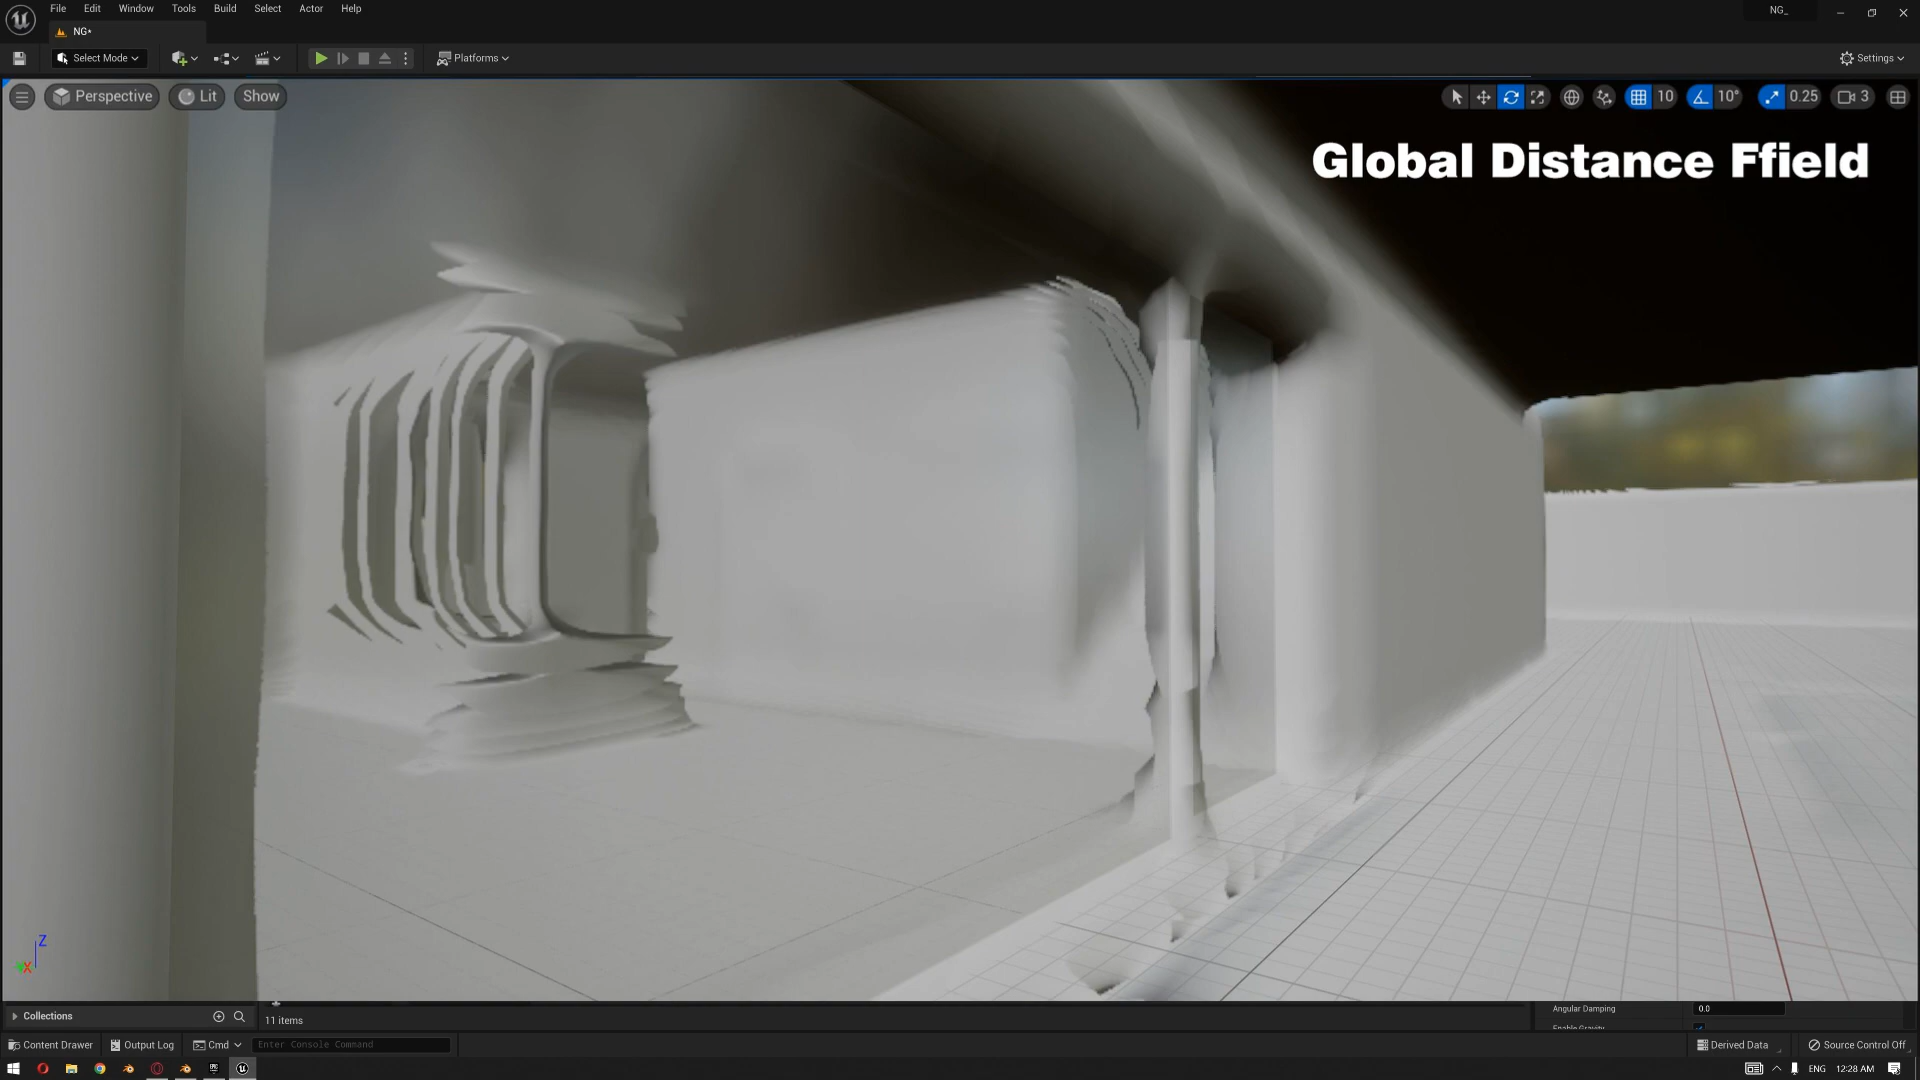 File Edit Window Tools Build Select Actor Help
NG_
NG*
Select Mode
Platforms
Settings
Perspective
Lit
Show
10
10°
0.25
3
Global Distance Ffield
Z
X
Collections
11 items
Angular Damping
0.0
Enable Gravity
Content Drawer
Output Log
Cmd
Enter Console Command
Derived Data
Source Control Off
ENG
12:28 AM